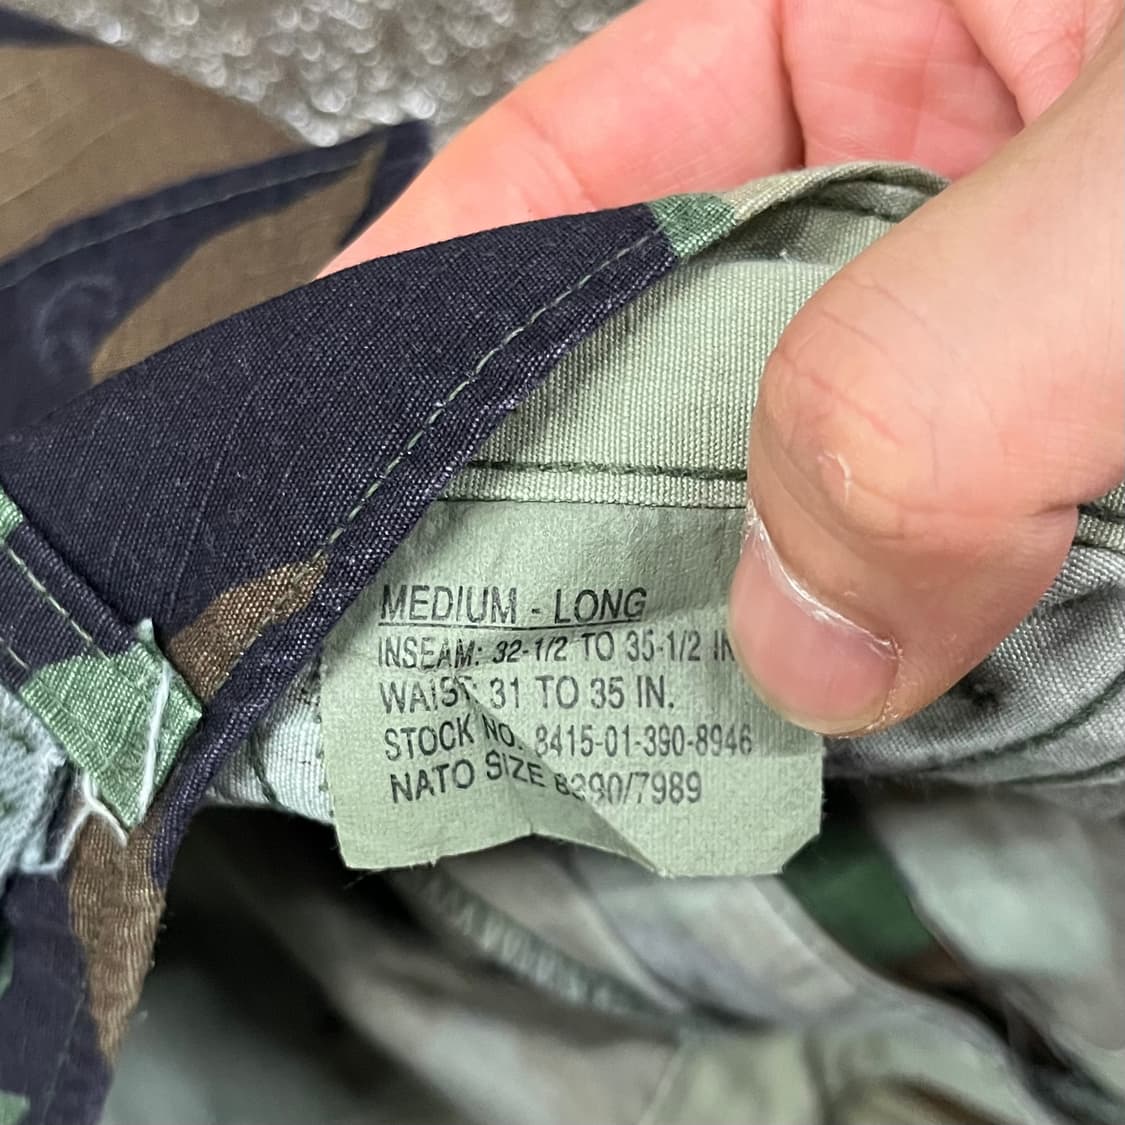 MEDIUM - LONG
INSEAM: 32-1/2 TO 35-1/2 IN
WAIST: 31 TO 35 IN.
STOCK NO. 8415-01-390-8946
NATO SIZE 8290/7989